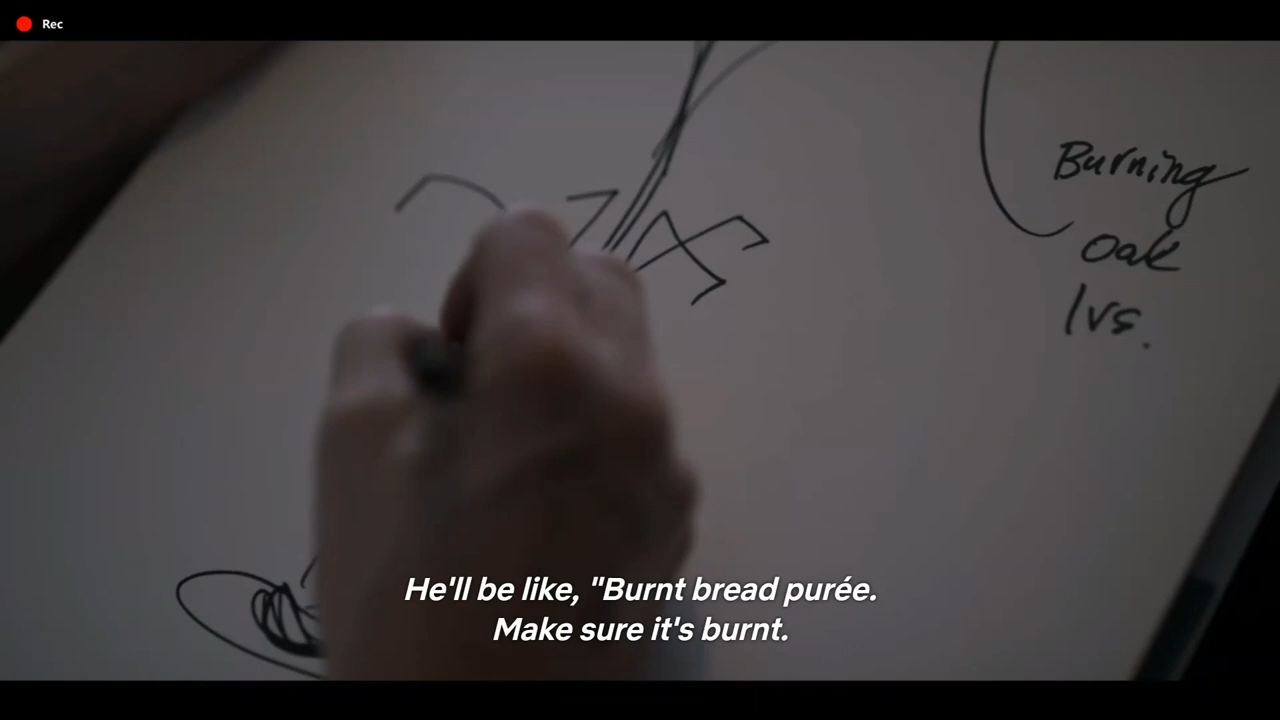 Rec
Burning
Oak
lvs.
He'll be like, "Burnt bread purée.
Make sure it's burnt.